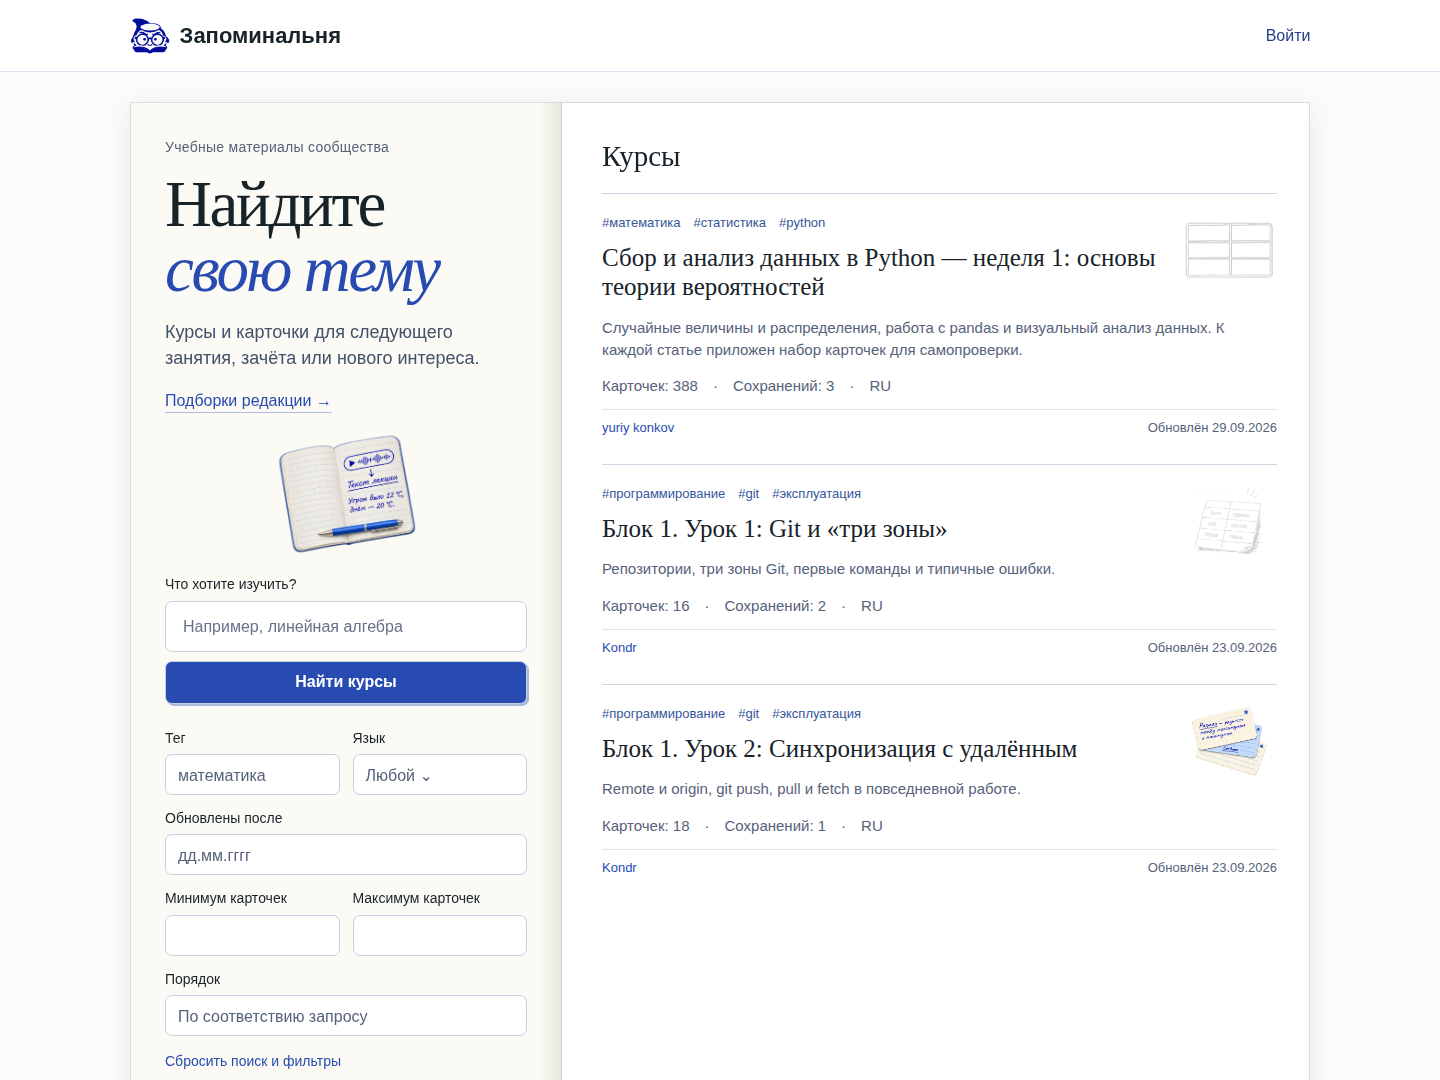 Запоминальня
Войти
Учебные материалы сообщества
Найдите
свою тему
Курсы и карточки для следующего
занятия, зачёта или нового интереса.
Подборки редакции →
Текст лекции
Утром было 12 °C,
днём — 20 °C.
Что хотите изучить?
Например, линейная алгебра
Найти курсы
Тег
Язык
математика
Любой
Обновлены после
дд.мм.гггг
Минимум карточек
Максимум карточек
Порядок
По соответствию запросу
Сбросить поиск и фильтры
Курсы
#математика #статистика #python
Сбор и анализ данных в Python — неделя 1: основы
теории вероятностей
Случайные величины и распределения, работа с pandas и визуальный анализ данных. К
каждой статье приложен набор карточек для самопроверки.
Карточек: 388 · Сохранений: 3 · RU
yuriy konkov
Обновлён 29.09.2026
#программирование #git #эксплуатация
Блок 1. Урок 1: Git и «три зоны»
Репозитории, три зоны Git, первые команды и типичные ошибки.
Карточек: 16 · Сохранений: 2 · RU
Kondr
Обновлён 23.09.2026
#программирование #git #эксплуатация
Блок 1. Урок 2: Синхронизация с удалённым
Remote и origin, git push, pull и fetch в повседневной работе.
Карточек: 18 · Сохранений: 1 · RU
Kondr
Обновлён 23.09.2026